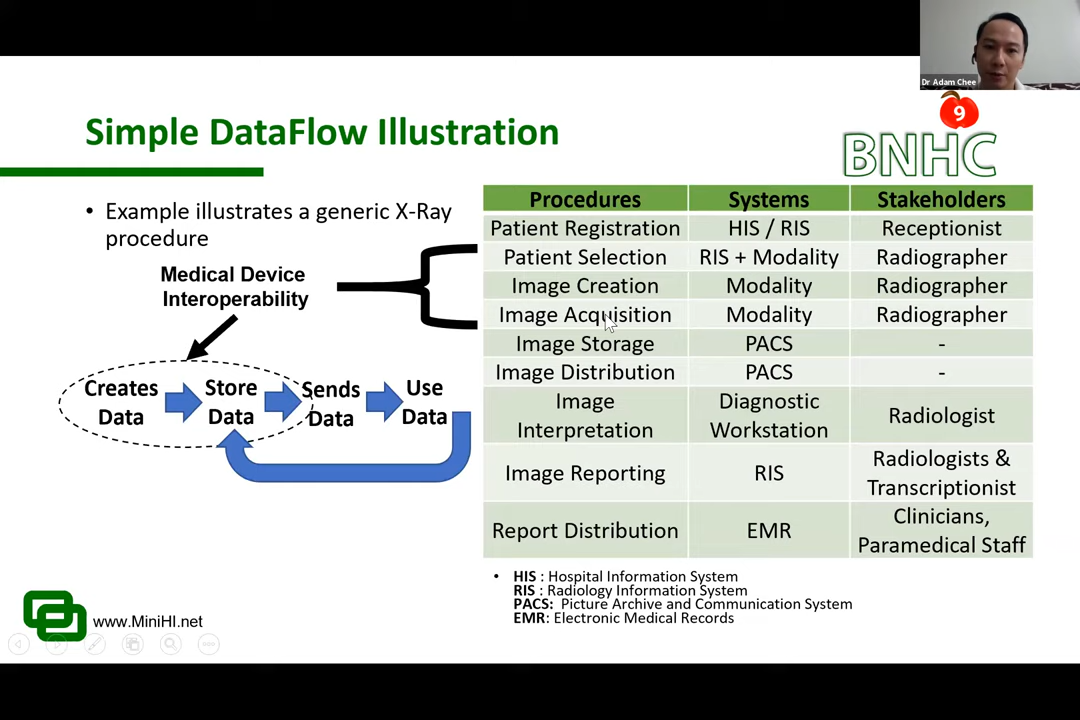 Dr Adam Chee
9
BNHC
Simple DataFlow Illustration
• Example illustrates a generic X-Ray
procedure
Medical Device
Interoperability
Creates
Data
Store
Data
Sends
Data
Use
Data
Procedures Systems Stakeholders
Patient Registration HIS / RIS Receptionist
Patient Selection RIS + Modality Radiographer
Image Creation Modality Radiographer
Image Acquisition Modality Radiographer
Image Storage PACS -
Image Distribution PACS -
Image
Interpretation
Diagnostic
Workstation
Radiologist
Image Reporting RIS
Radiologists &
Transcriptionist
Report Distribution EMR
Clinicians,
Paramedical Staff
• HIS : Hospital Information System
RIS : Radiology Information System
PACS: Picture Archive and Communication System
EMR: Electronic Medical Records
www.MiniHI.net